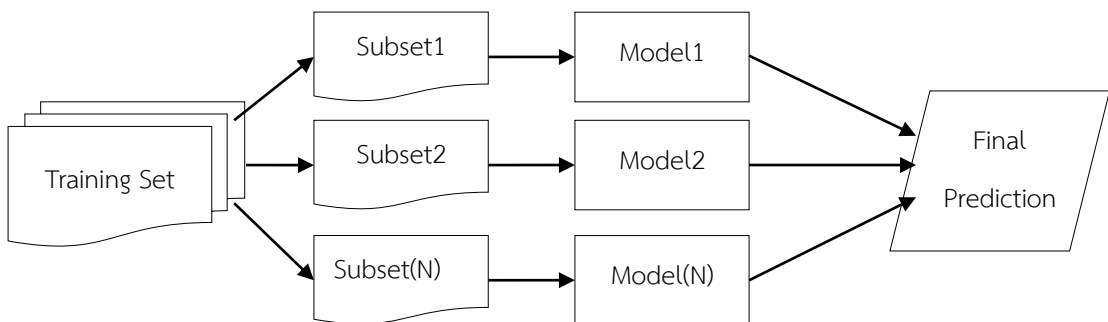 Subset1
Model1
Training Set
Subset2
Model2
Final
Prediction
Subset(N)
Model(N)